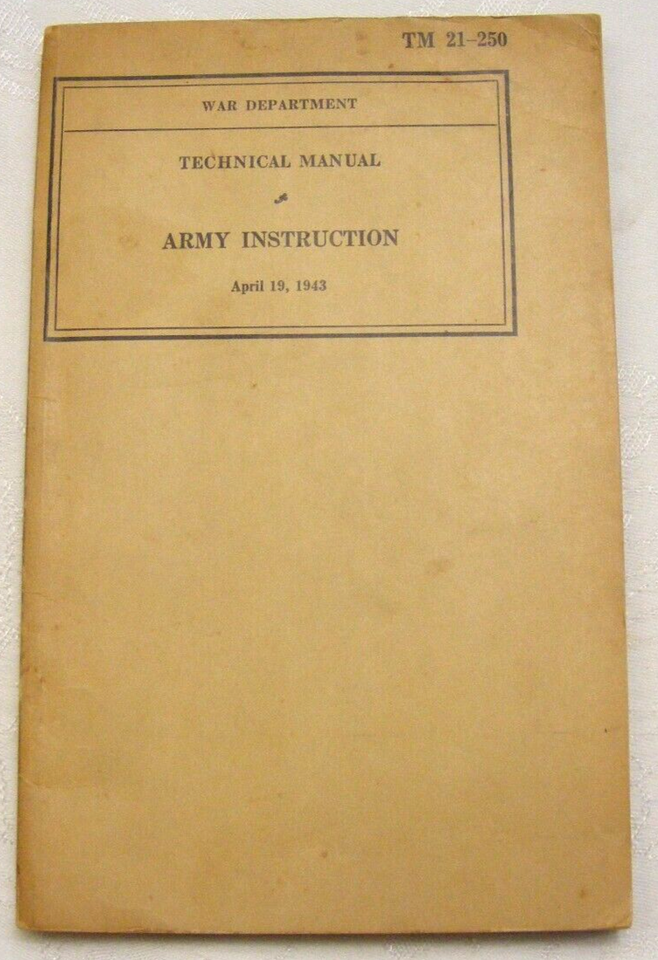 TM 21–250
WAR DEPARTMENT
TECHNICAL MANUAL
ARMY INSTRUCTION
April 19, 1943